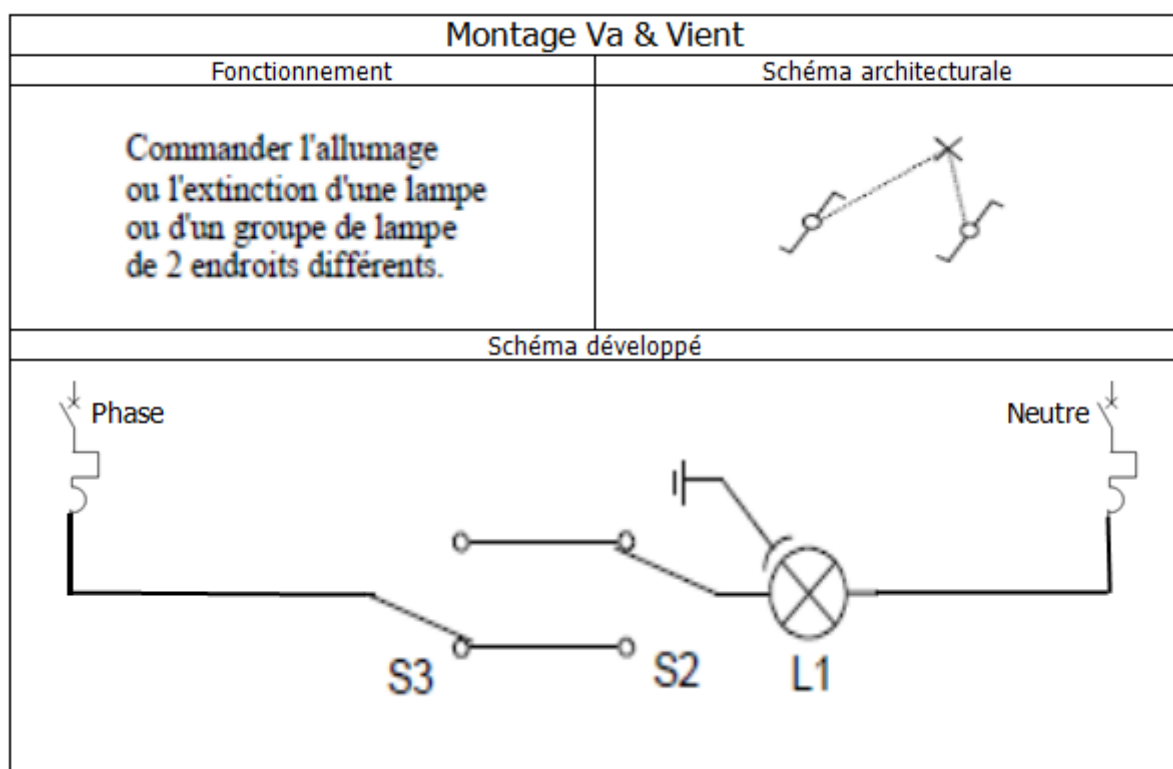 Montage Va & Vient
Fonctionnement
Schéma architecturale
Commander l'allumage
ou l'extinction d'une lampe
ou d'un groupe de lampe
de 2 endroits différents.
Schéma développé
Phase
Neutre
S3
S2
L1